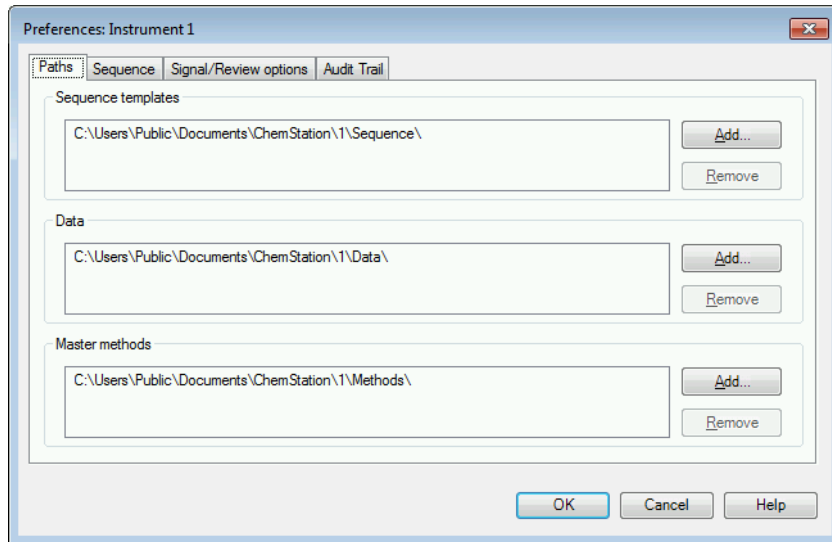 Preferences: Instrument 1
Paths Sequence Signal/Review options Audit Trail
Sequence templates
C:\Users\Public\Documents\ChemStation\1\Sequence\
Add...
Remove
Data
C:\Users\Public\Documents\ChemStation\1\Data\
Add...
Remove
Master methods
C:\Users\Public\Documents\ChemStation\1\Methods\
Add...
Remove
OK Cancel Help